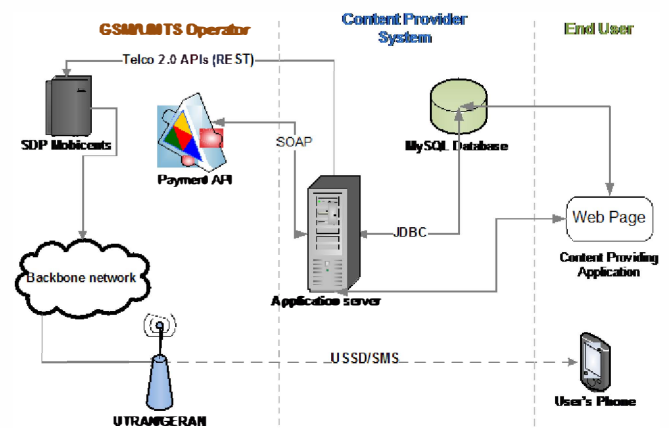 GSM/UMTS Operator
Content Provider
System
End User
Telco 2.0 APIs (REST)
SDP Mobicents
Payment API
SOAP
MySQL Database
JDBC
Web Page
Content Providing
Application
Backbone network
Application server
USSD/SMS
UTRAN/GERAN
User's Phone